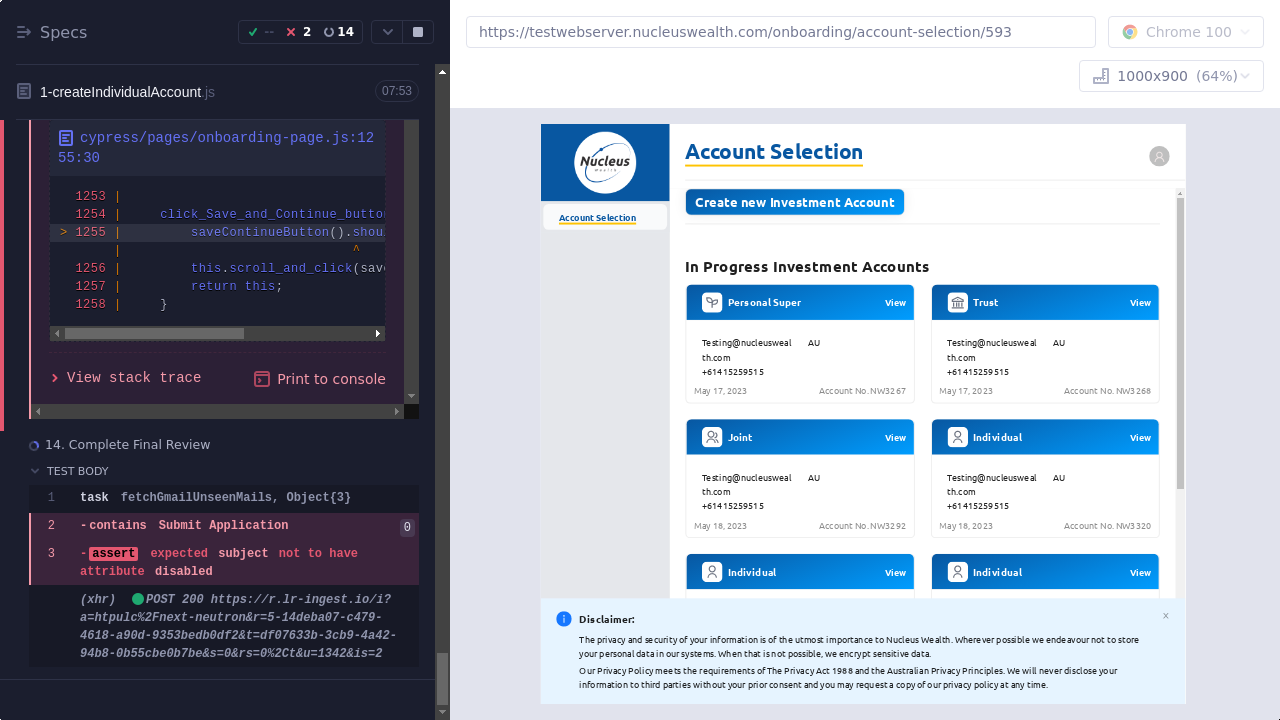 Specs
--
2
14
1-createIndividualAccount.js
07:53
cypress/pages/onboarding-page.js:12
55:30
1253 |
1254 | click_Save_and_Continue_button
> 1255 | saveContinueButton().shou
| ^
1256 | this.scroll_and_click(save
1257 | return this;
1258 | }
View stack trace
Print to console
14. Complete Final Review
TEST BODY
1 task fetchGmailUnseenMails, Object{3}
2 -contains Submit Application 0
3 -assert expected subject not to have
attribute disabled
(xhr) POST 200 https://r.lr-ingest.io/i?
a=htpulc%2Fnext-neutron&r=5-14deba07-c479-
4618-a90d-9353bedb0df2&t=df07633b-3cb9-4a42-
94b8-0b55cbe0b7be&s=0&rs=0%2Ct&u=1342&is=2
https://testwebserver.nucleuswealth.com/onboarding/account-selection/593
Chrome 100
1000x900 (64%)
Nucleus
Wealth
Account Selection
Account Selection
Create new Investment Account
In Progress Investment Accounts
Personal Super View
Testing@nucleusweal AU
th.com
+61415259515
May 17, 2023 Account No. NW3267
Trust View
Testing@nucleusweal AU
th.com
+61415259515
May 17, 2023 Account No. NW3268
Joint View
Testing@nucleusweal AU
th.com
+61415259515
May 18, 2023 Account No. NW3292
Individual View
Testing@nucleusweal AU
th.com
+61415259515
May 18, 2023 Account No. NW3320
Individual View
Individual View
Disclaimer: x
The privacy and security of your information is of the utmost importance to Nucleus Wealth. Wherever possible we endeavour not to store
your personal data in our systems. When that is not possible, we encrypt sensitive data.
Our Privacy Policy meets the requirements of The Privacy Act 1988 and the Australian Privacy Principles. We will never disclose your
information to third parties without your prior consent and you may request a copy of our privacy policy at any time.